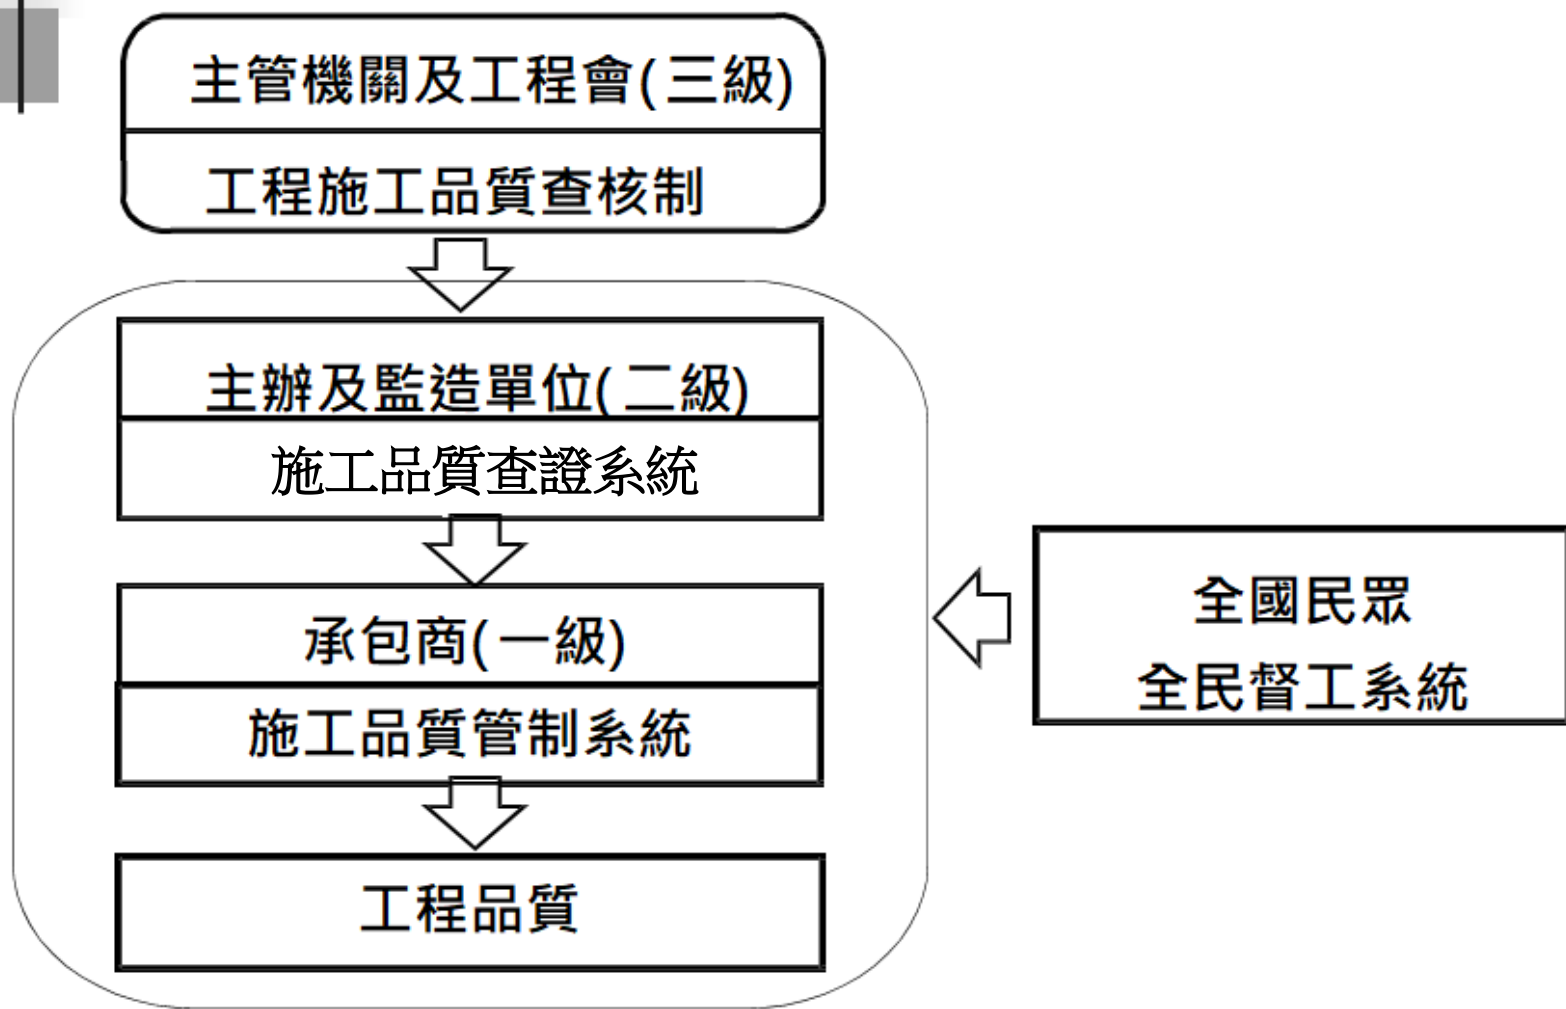 主管機關及工程會(三級)
工程施工品質查核制
主辦及監造單位(二級)
施工品質查證系統
承包商(一級)
施工品質管制系統
工程品質
全國民眾
全民督工系統